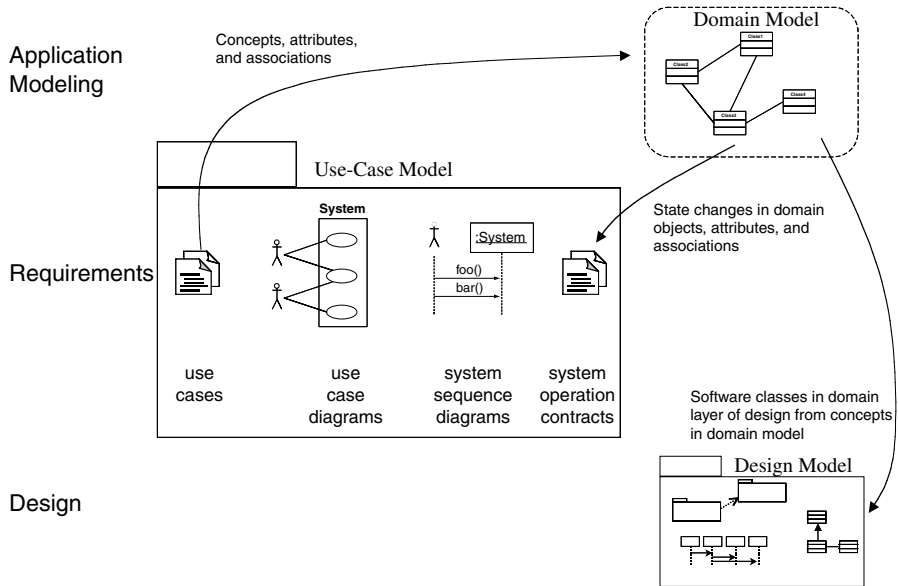 Application
Modeling
Concepts, attributes,
and associations
Domain Model
Class1
Class2
Class3
Class4
Use-Case Model
State changes in domain
objects, attributes, and
associations
Requirements
System
:System
foo()
bar()
use
cases
use
case
diagrams
system
sequence
diagrams
system
operation
contracts
Software classes in domain
layer of design from concepts
in domain model
Design
Design Model